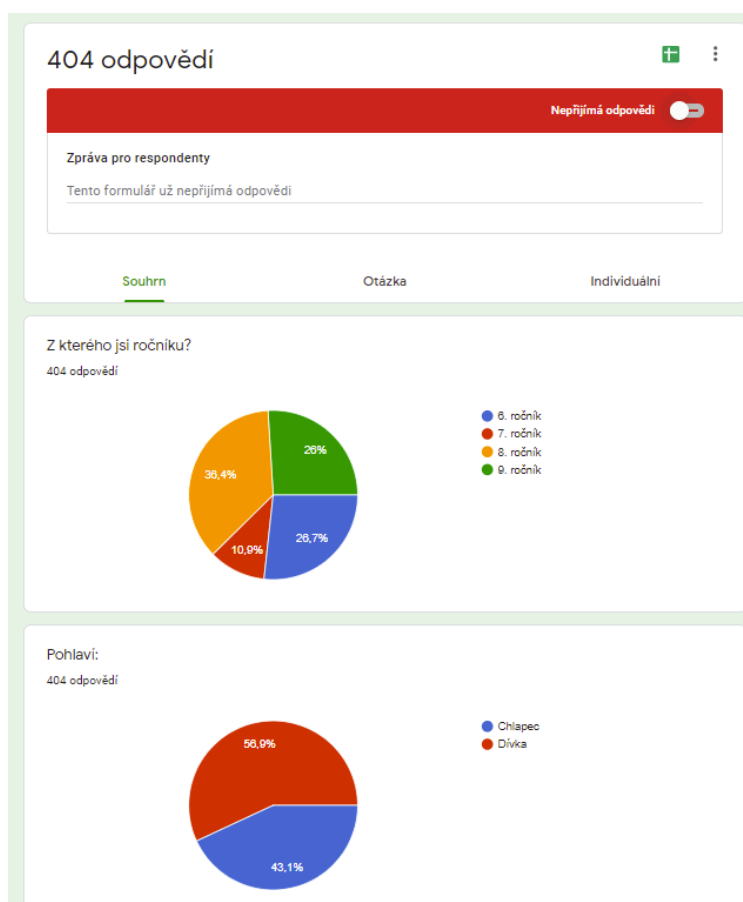 404 odpovědí
Nepřijímá odpovědi
Zpráva pro respondenty
Tento formulář už nepřijímá odpovědi
Souhrn Otázka Individuální
Z kterého jsi ročníku?
404 odpovědí
6. ročník
7. ročník
8. ročník
9. ročník
26%
36,4%
10,9%
26,7%
Pohlaví:
404 odpovědí
Chlapec
Dívka
56,9%
43,1%